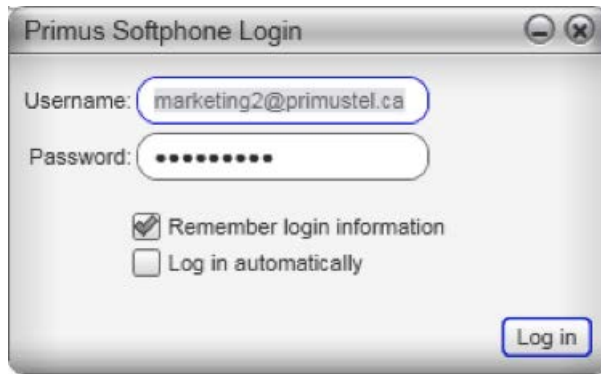 Primus Softphone Login
Username: marketing2@primustel.ca
Password: •••••••••
Remember login information
Log in automatically
Log in